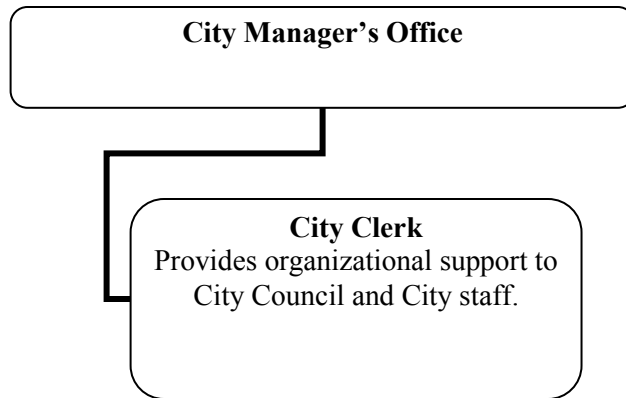 City Manager’s Office
City Clerk
Provides organizational support to
City Council and City staff.